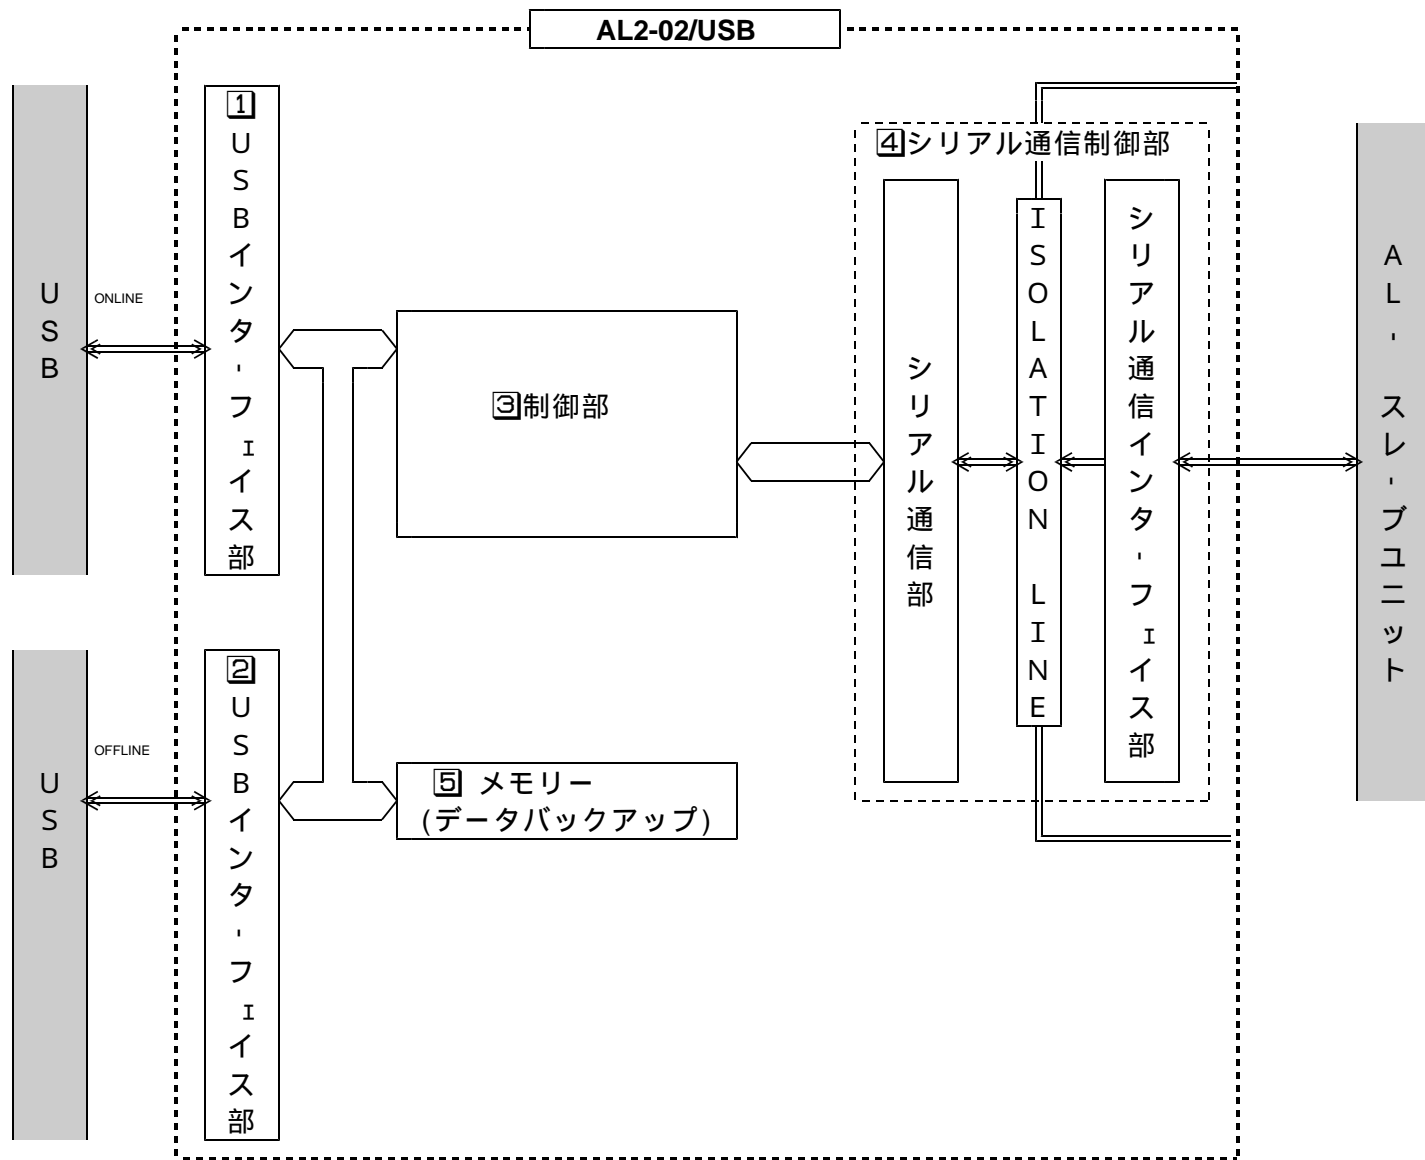 AL2-02/USB
USB
ONLINE
1
USBインタ-フェイス部
3制御部
4シリアル通信制御部
シリアル通信部
ISOLATION LINE
シリアル通信インタ-フェイス部
AL-スレ-ブユニット
USB
OFFLINE
2
USBインタ-フェイス部
5 メモリー
(データバックアップ)